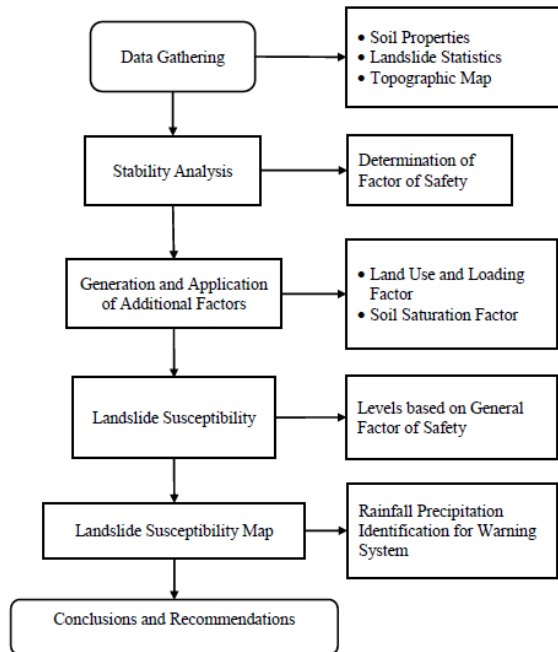 Data Gathering
• Soil Properties
• Landslide Statistics
• Topographic Map
Stability Analysis
Determination of
Factor of Safety
Generation and Application
of Additional Factors
• Land Use and Loading
Factor
• Soil Saturation Factor
Landslide Susceptibility
Levels based on General
Factor of Safety
Landslide Susceptibility Map
Rainfall Precipitation
Identification for Warning
System
Conclusions and Recommendations